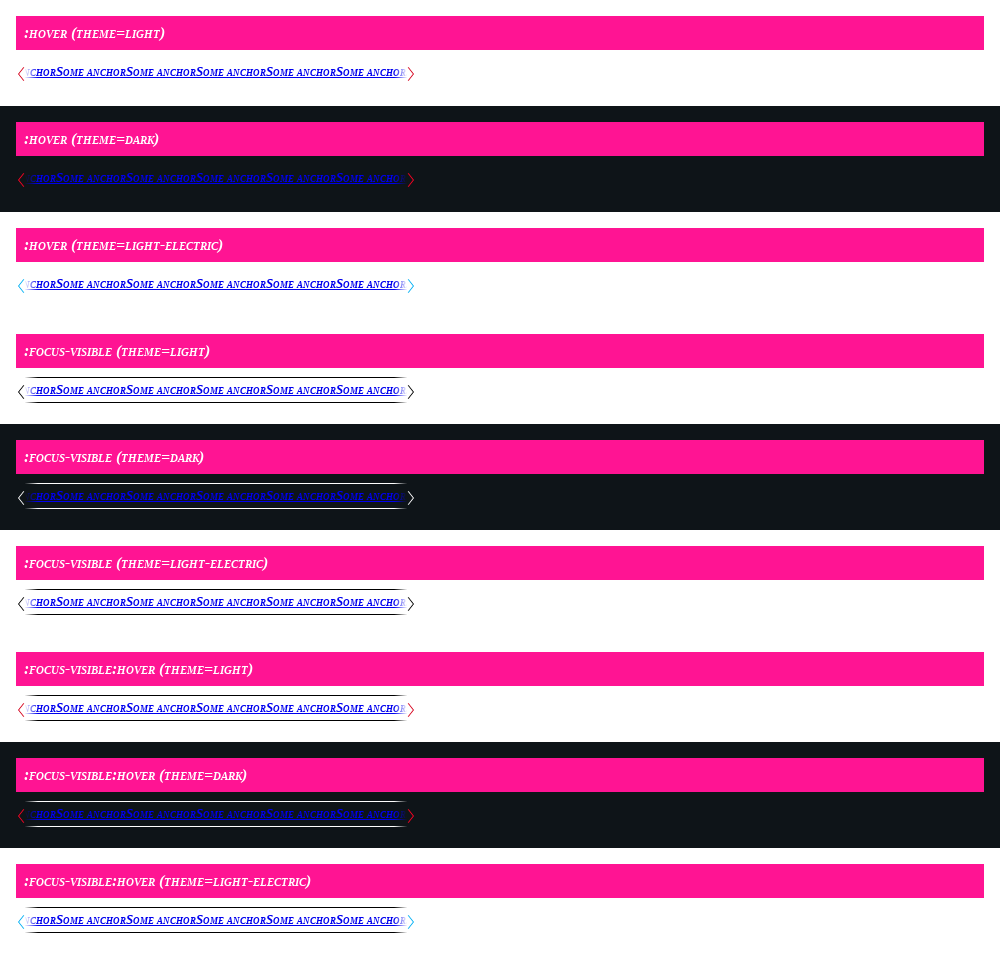 :hover (theme=light)
chorSome anchorSome anchorSome anchorSome anchorSome anchor
:hover (theme=dark)
chorSome anchorSome anchorSome anchorSome anchorSome anchor
:hover (theme=light-electric)
chorSome anchorSome anchorSome anchorSome anchorSome anchor
:focus-visible (theme=light)
chorSome anchorSome anchorSome anchorSome anchorSome anchor
:focus-visible (theme=dark)
chorSome anchorSome anchorSome anchorSome anchorSome anchor
:focus-visible (theme=light-electric)
chorSome anchorSome anchorSome anchorSome anchorSome anchor
:focus-visible:hover (theme=light)
chorSome anchorSome anchorSome anchorSome anchorSome anchor
:focus-visible:hover (theme=dark)
chorSome anchorSome anchorSome anchorSome anchorSome anchor
:focus-visible:hover (theme=light-electric)
chorSome anchorSome anchorSome anchorSome anchorSome anchor